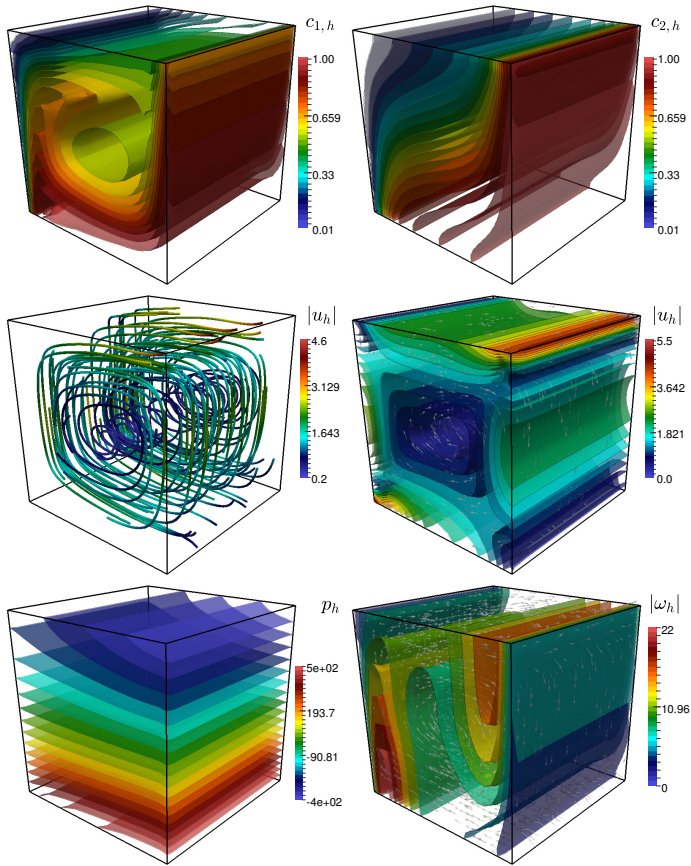 c₁,ₕ
1.00
0.659
0.33
0.01
c₂,ₕ
1.00
0.659
0.33
0.01
|uₕ|
4.6
3.129
1.643
0.2
|uₕ|
5.5
3.642
1.821
0.0
pₕ
5e+02
193.7
-90.81
-4e+02
|ωₕ|
22
10.96
0